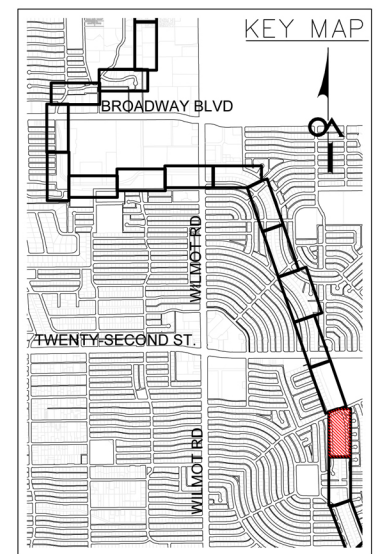 KEY MAP
BROADWAY BLVD
WILMOT RD
TWENTY-SECOND ST.
WILMOT RD